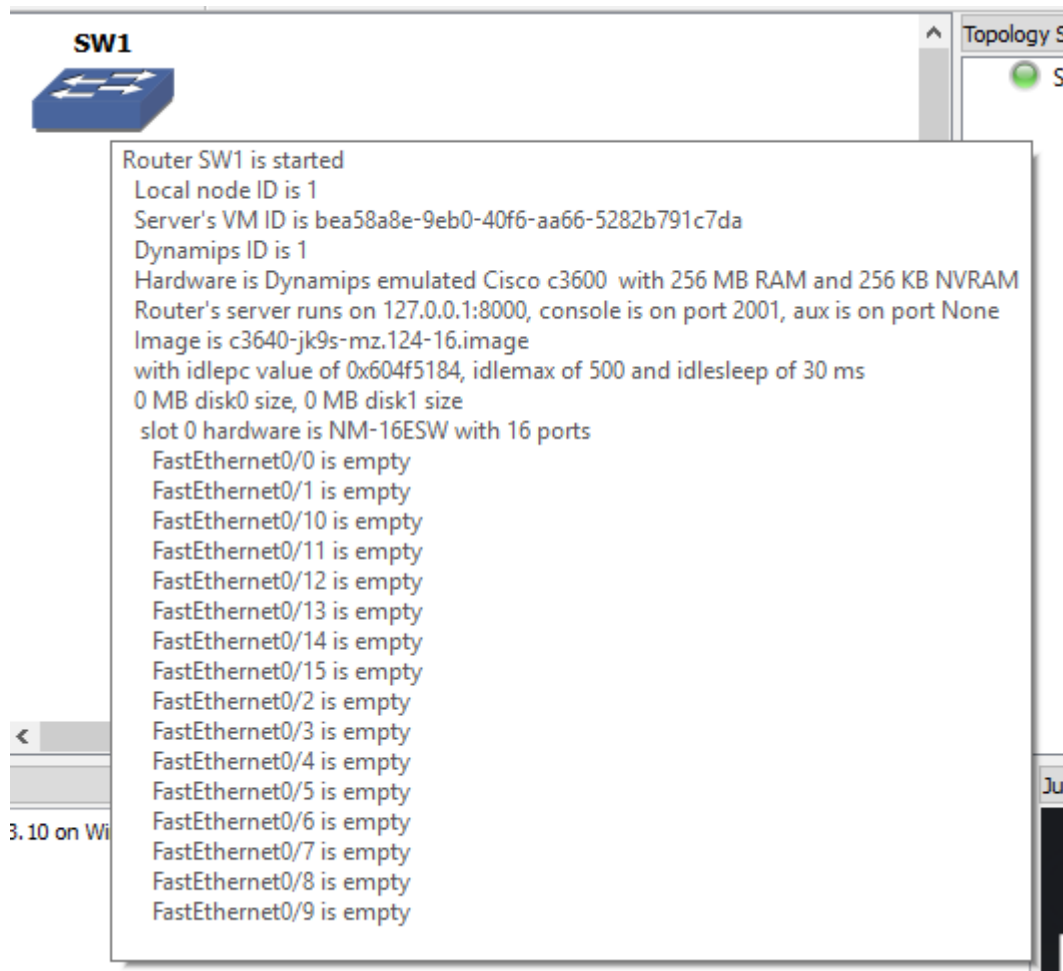 SW1
Topology S
S
Router SW1 is started
Local node ID is 1
Server's VM ID is bea58a8e-9eb0-40f6-aa66-5282b791c7da
Dynamips ID is 1
Hardware is Dynamips emulated Cisco c3600  with 256 MB RAM and 256 KB NVRAM
Router's server runs on 127.0.0.1:8000, console is on port 2001, aux is on port None
Image is c3640-jk9s-mz.124-16.image
with idlepc value of 0x604f5184, idlemax of 500 and idlesleep of 30 ms
0 MB disk0 size, 0 MB disk1 size
slot 0 hardware is NM-16ESW with 16 ports
FastEthernet0/0 is empty
FastEthernet0/1 is empty
FastEthernet0/10 is empty
FastEthernet0/11 is empty
FastEthernet0/12 is empty
FastEthernet0/13 is empty
FastEthernet0/14 is empty
FastEthernet0/15 is empty
FastEthernet0/2 is empty
FastEthernet0/3 is empty
FastEthernet0/4 is empty
FastEthernet0/5 is empty
FastEthernet0/6 is empty
FastEthernet0/7 is empty
FastEthernet0/8 is empty
FastEthernet0/9 is empty
Ju
3.10 on Wi